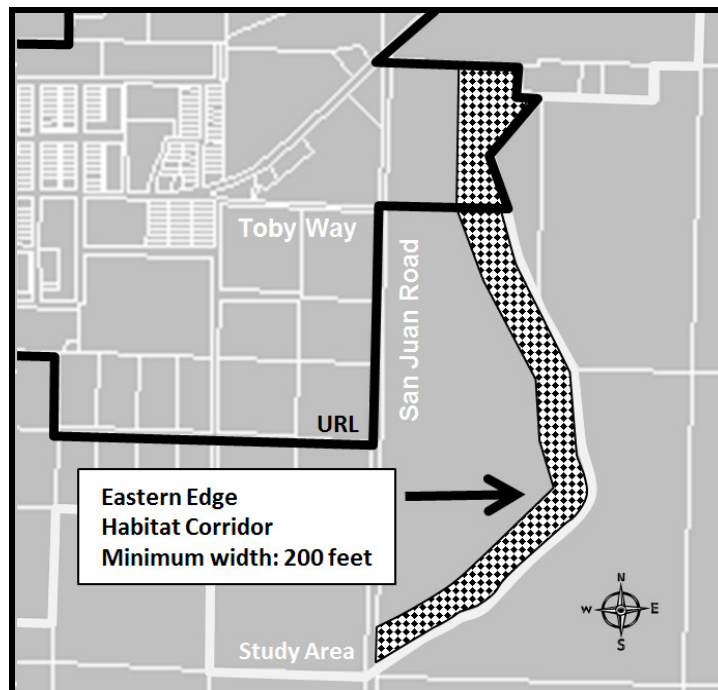 Toby Way
San Juan Road
URL
Eastern Edge
Habitat Corridor
Minimum width: 200 feet
Study Area
N
W E
S